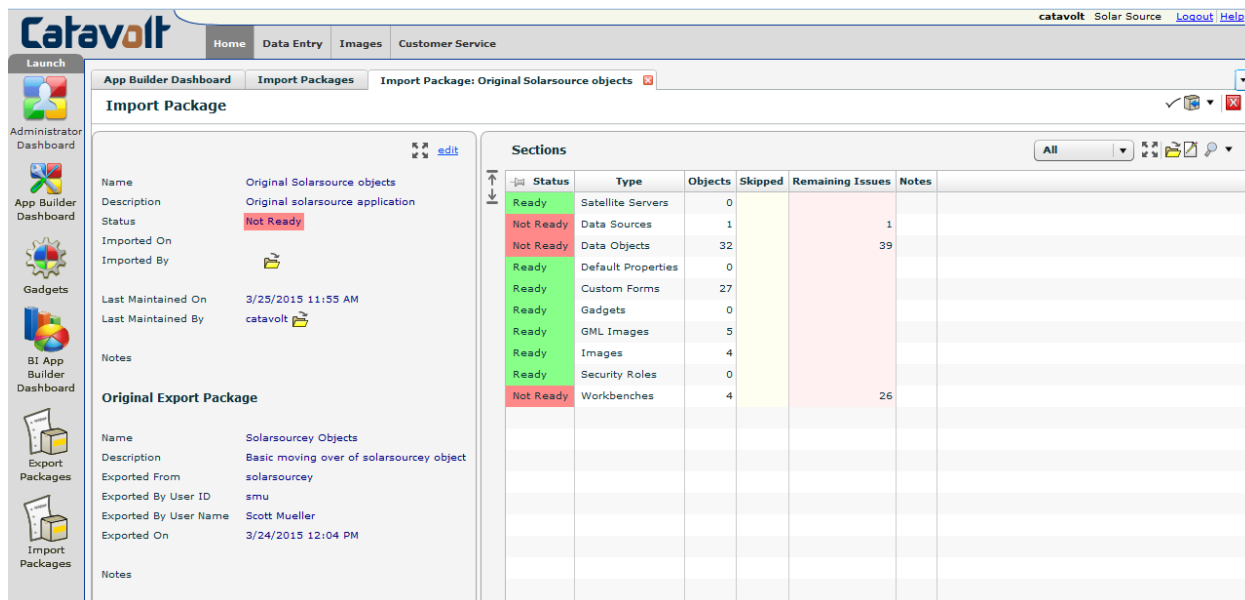 catavolt Solar Source Logout Help
Catavolt
Home Data Entry Images Customer Service
Launch
Administrator Dashboard
App Builder Dashboard
Gadgets
BI App Builder Dashboard
Export Packages
Import Packages
App Builder Dashboard Import Packages Import Package: Original Solarsource objects
Import Package
edit
Name Original Solarsource objects
Description Original solarsource application
Status Not Ready
Imported On
Imported By
Last Maintained On 3/25/2015 11:55 AM
Last Maintained By catavolt
Notes
Original Export Package
Name Solarsourcey Objects
Description Basic moving over of solarsourcey object
Exported From solarsourcey
Exported By User ID smu
Exported By User Name Scott Mueller
Exported On 3/24/2015 12:04 PM
Notes
Sections All
Status Type Objects Skipped Remaining Issues Notes
Ready Satellite Servers 0
Not Ready Data Sources 1 1
Not Ready Data Objects 32 39
Ready Default Properties 0
Ready Custom Forms 27
Ready Gadgets 0
Ready GML Images 5
Ready Images 4
Ready Security Roles 0
Not Ready Workbenches 4 26